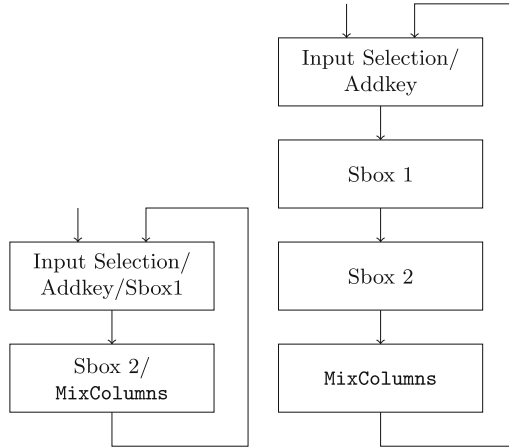 Input Selection/
Addkey/Sbox1
Sbox 2/
MixColumns
Input Selection/
Addkey
Sbox 1
Sbox 2
MixColumns